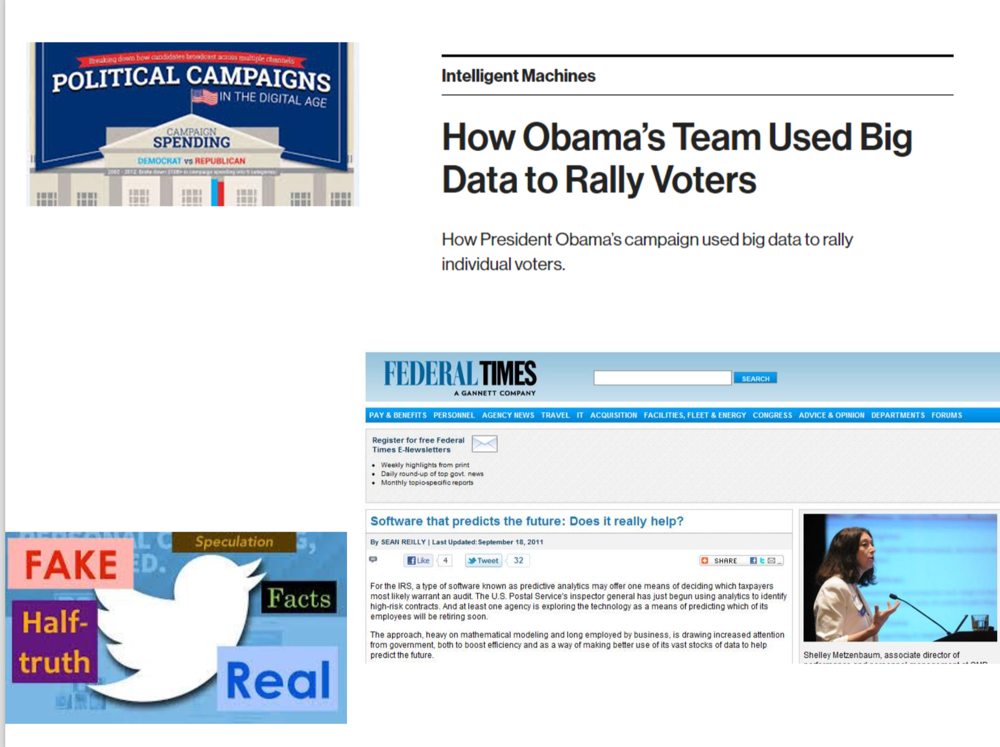 Breaking down how candidates broadcast across multiple channels
POLITICAL CAMPAIGNS
IN THE DIGITAL AGE
CAMPAIGN
SPENDING
DEMOCRAT vs REPUBLICAN
Intelligent Machines
How Obama's Team Used Big
Data to Rally Voters
How President Obama's campaign used big data to rally
individual voters.
FEDERAL TIMES
A GANNETT COMPANY
SEARCH
PAY & BENEFITS PERSONNEL AGENCY NEWS TRAVEL IT ACQUISITION FACILITIES, FLEET & ENERGY CONGRESS ADVICE & OPINION DEPARTMENTS FORUMS
Register for free Federal
Times E-Newsletters
• Weekly highlights from print
• Daily round-up of top govt. news
• Monthly topic-specific reports
Software that predicts the future: Does it really help?
By SEAN REILLY | Last Updated:September 18, 2011
Like 4 Tweet 32 SHARE
For the IRS, a type of software known as predictive analytics may offer one means of deciding which taxpayers
most likely warrant an audit. The U.S. Postal Service's inspector general has just begun using analytics to identify
high-risk contracts. And at least one agency is exploring the technology as a means of predicting which of its
employees will be retiring soon.
The approach, heavy on mathematical modeling and long employed by business, is drawing increased attention
from government, both to boost efficiency and as a way of making better use of its vast stocks of data to help
predict the future.
Shelley Metzenbaum, associate director of
Speculation
FAKE
Facts
Half-
truth
Real